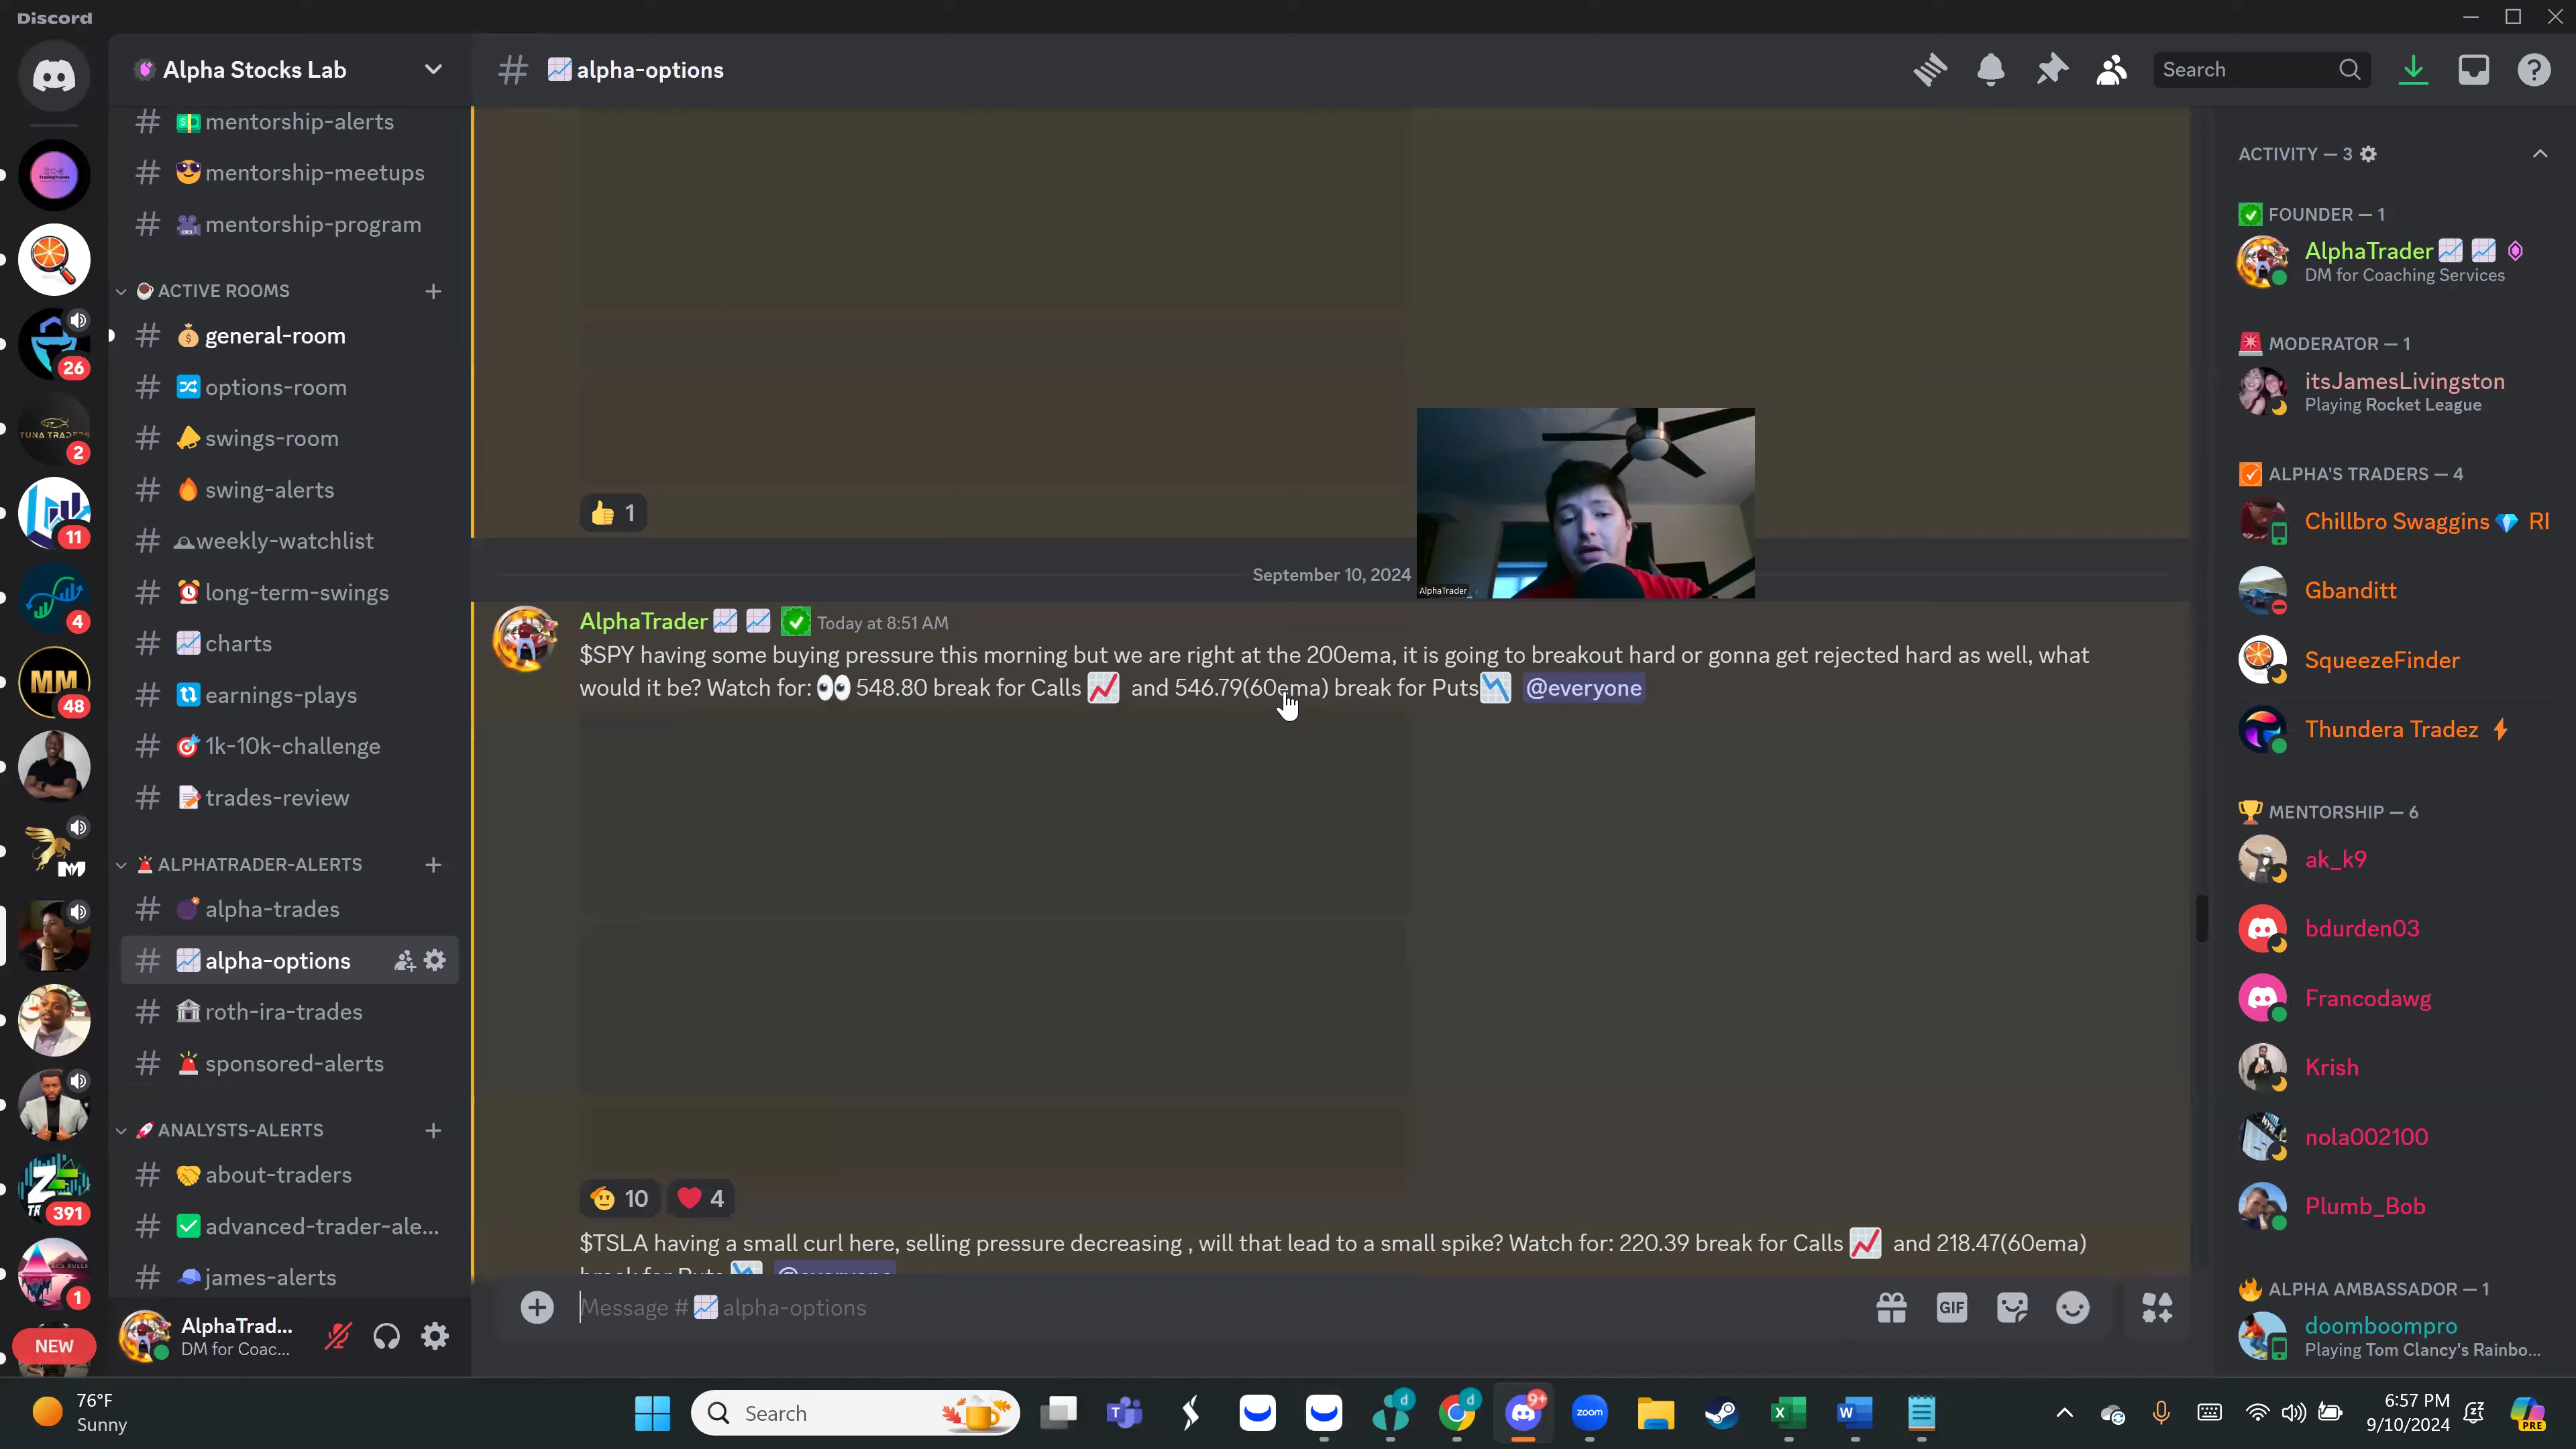 Discord
Alpha Stocks Lab
mentorship-alerts
mentorship-meetups
mentorship-program
ACTIVE ROOMS
general-room
options-room
swings-room
swing-alerts
weekly-watchlist
long-term-swings
charts
earnings-plays
1k-10k-challenge
trades-review
ALPHATRADER-ALERTS
alpha-trades
alpha-options
roth-ira-trades
sponsored-alerts
ANALYSTS-ALERTS
about-traders
advanced-trader-ale...
james-alerts
AlphaTrad...
DM for Coac...
26
TUNA TRADERS
2
11
4
MM
48
391
1
NEW
alpha-options
Search
👍 1
September 10, 2024
AlphaTrader
AlphaTrader Today at 8:51 AM
$SPY having some buying pressure this morning but we are right at the 200ema, it is going to breakout hard or gonna get rejected hard as well, what
would it be? Watch for: 👀 548.80 break for Calls 📈 and 546.79(60ema) break for Puts📉 @everyone
10 4
$TSLA having a small curl here, selling pressure decreasing , will that lead to a small spike? Watch for: 220.39 break for Calls 📈 and 218.47(60ema)
break for Puts 📉 @everyone
Message # alpha-options
GIF
ACTIVITY — 3
FOUNDER — 1
AlphaTrader
DM for Coaching Services
MODERATOR — 1
itsJamesLivingston
Playing Rocket League
ALPHA'S TRADERS — 4
Chillbro Swaggins💎 RI
Gbanditt
SqueezeFinder
Thundera Tradez
MENTORSHIP — 6
ak_k9
bdurden03
Francodawg
Krish
nola002100
Plumb_Bob
ALPHA AMBASSADOR — 1
doomboompro
Playing Tom Clancy's Rainbo...
76°F
Sunny
Search
9+
zoom
6:57 PM
9/10/2024
PRE